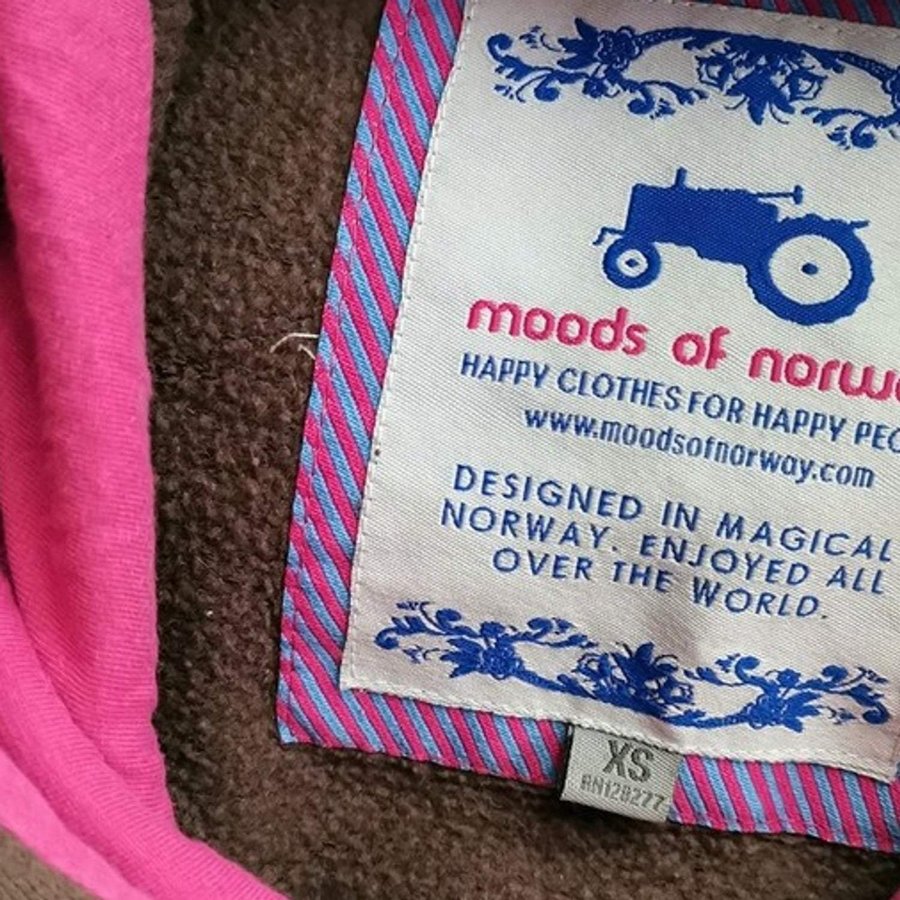 moods of norwa
HAPPY CLOTHES FOR HAPPY PEO
www.moodsofnorway.com
DESIGNED IN MAGICAL
NORWAY. ENJOYED ALL
OVER THE WORLD.
XS
RN128277